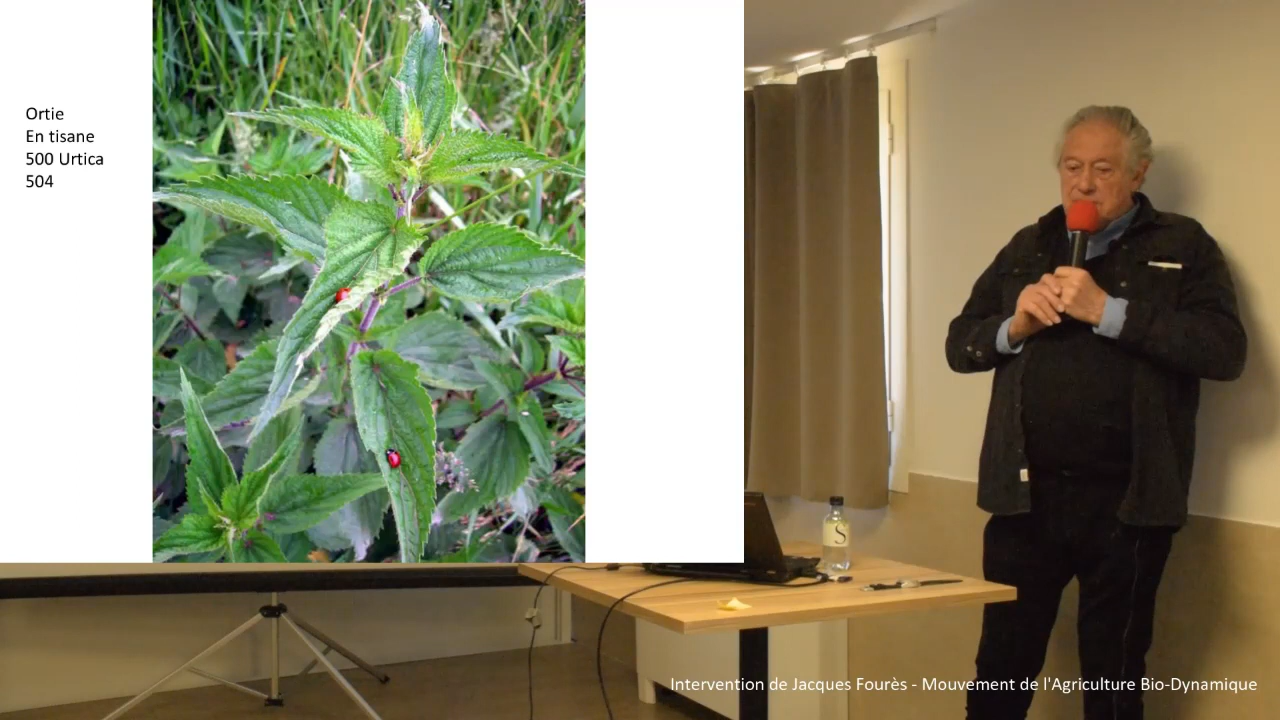 Ortie
En tisane
500 Urtica
504
S
Intervention de Jacques Fourès - Mouvement de l'Agriculture Bio-Dynamique